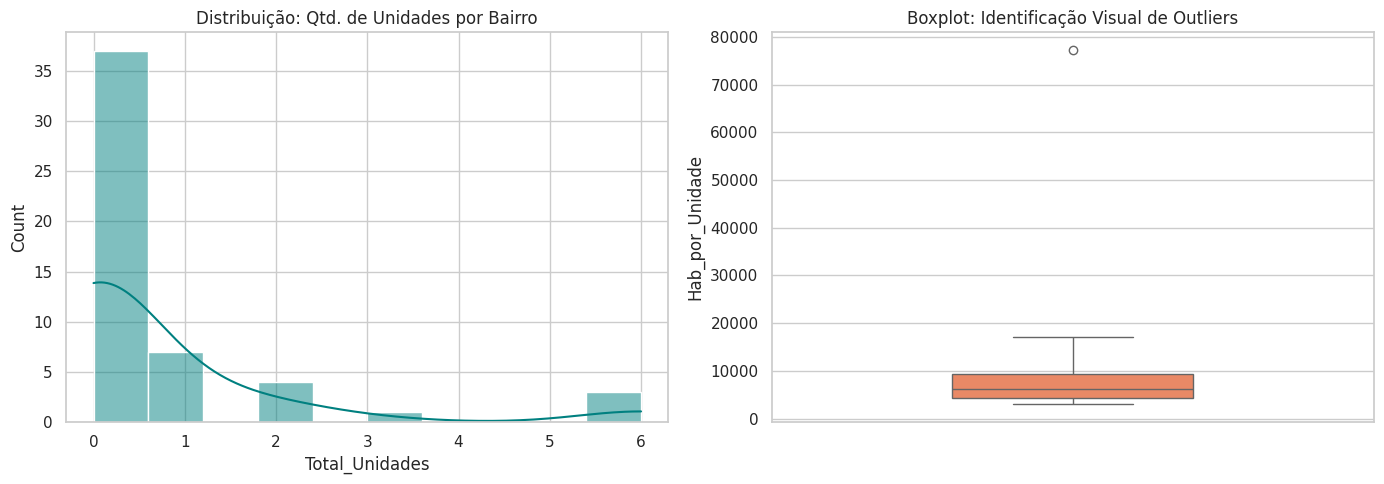 Distribuição: Qtd. de Unidades por Bairro
35
30
25
20
15
10
5
0
Count
0 1 2 3 4 5 6
Total_Unidades
Boxplot: Identificação Visual de Outliers
80000
70000
60000
50000
40000
30000
20000
10000
0
Hab_por_Unidade